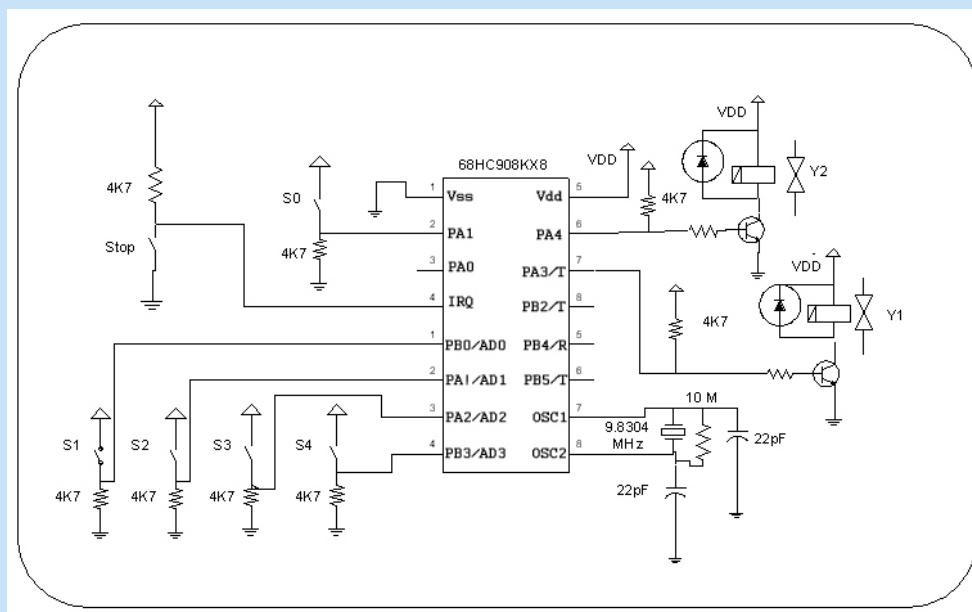 68HC908KX8
VDD
VDD
4K7
S0
4K7
Stop
4K7
1
Vss
Vdd
5
2
PA1
PA4
6
Y2
3
PA0
PA3/T
7
VDD
4
IRQ
PB2/T
8
4K7
Y1
1
PB0/AD0
PB4/R
5
2
PA!/AD1
PB5/T
6
3
PA2/AD2
OSC1
7
10 M
4
PB3/AD3
OSC2
8
9.8304
MHz
22pF
22pF
S1
S2
S3
S4
4K7
4K7
4K7
4K7